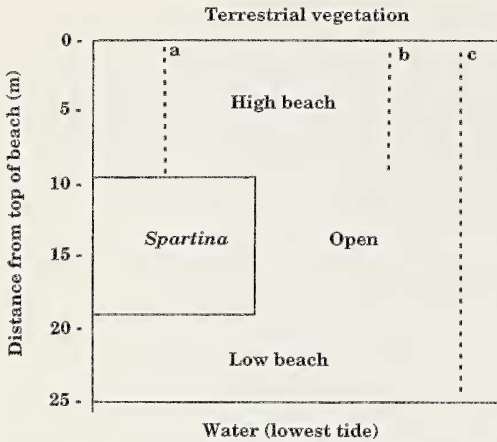 Terrestrial vegetation
0 -
a
b
c
High beach
5 -
10 -
Spartina
Open
15 -
20 -
Low beach
25 -
Water (lowest tide)
Distance from top of beach (m)